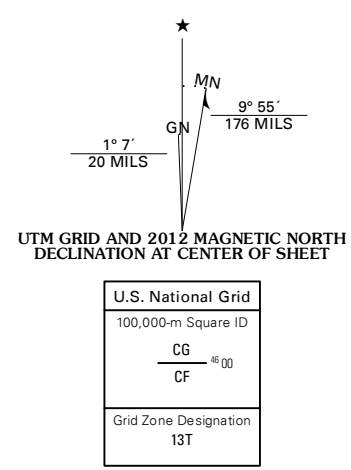 ★
MN
9° 55´
176 MILS
GN
1° 7´
20 MILS
UTM GRID AND 2012 MAGNETIC NORTH
DECLINATION AT CENTER OF SHEET
U.S. National Grid
100,000-m Square ID
CG
46 00
CF
Grid Zone Designation
13T